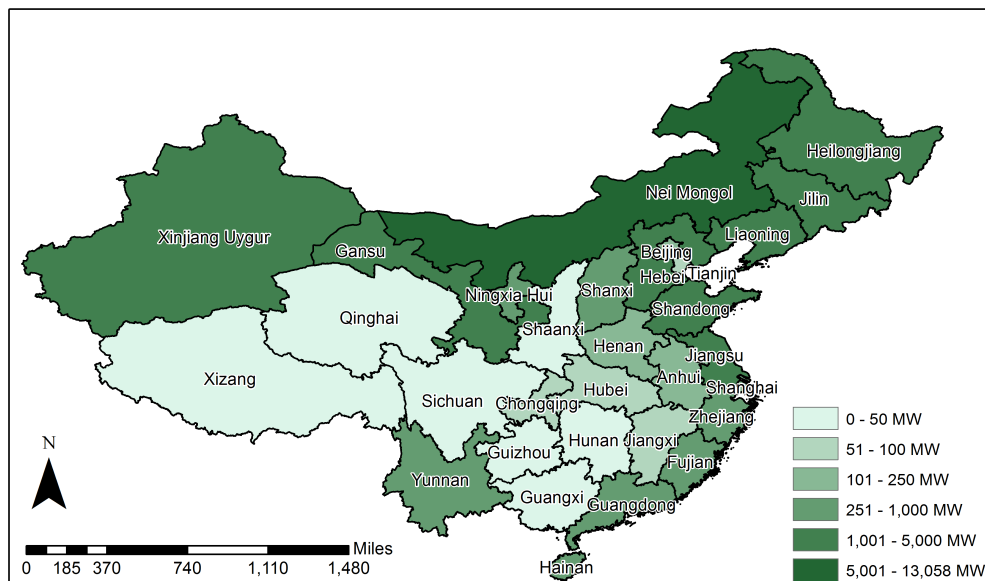 Heilongjiang
Nei Mongol
Jilin
Xinjiang Uygur
Liaoning
Gansu
Beijing
Tianjin
Hebei
Ningxia Hui
Shanxi
Shandong
Qinghai
Shaanxi
Henan
Jiangsu
Xizang
Anhui
Shanghai
Hubei
Sichuan
Chongqing
Zhejiang
Hunan
Jiangxi
Guizhou
Fujian
Yunnan
Guangxi
Guangdong
Hainan
N
Miles
0 185 370 740 1,110 1,480
0 - 50 MW
51 - 100 MW
101 - 250 MW
251 - 1,000 MW
1,001 - 5,000 MW
5,001 - 13,058 MW